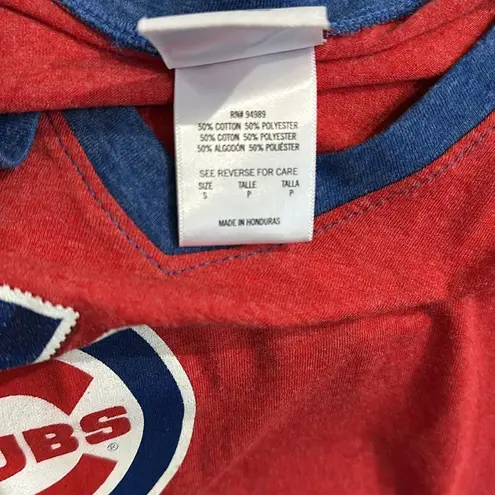 RN# 94989
50% COTTON 50% POLYESTER
50% COTON 50% POLYESTER
50% ALGODÓN 50% POLIÉSTER
SEE REVERSE FOR CARE
SIZE TALLE TALLA
S P P
MADE IN HONDURAS
UBS®